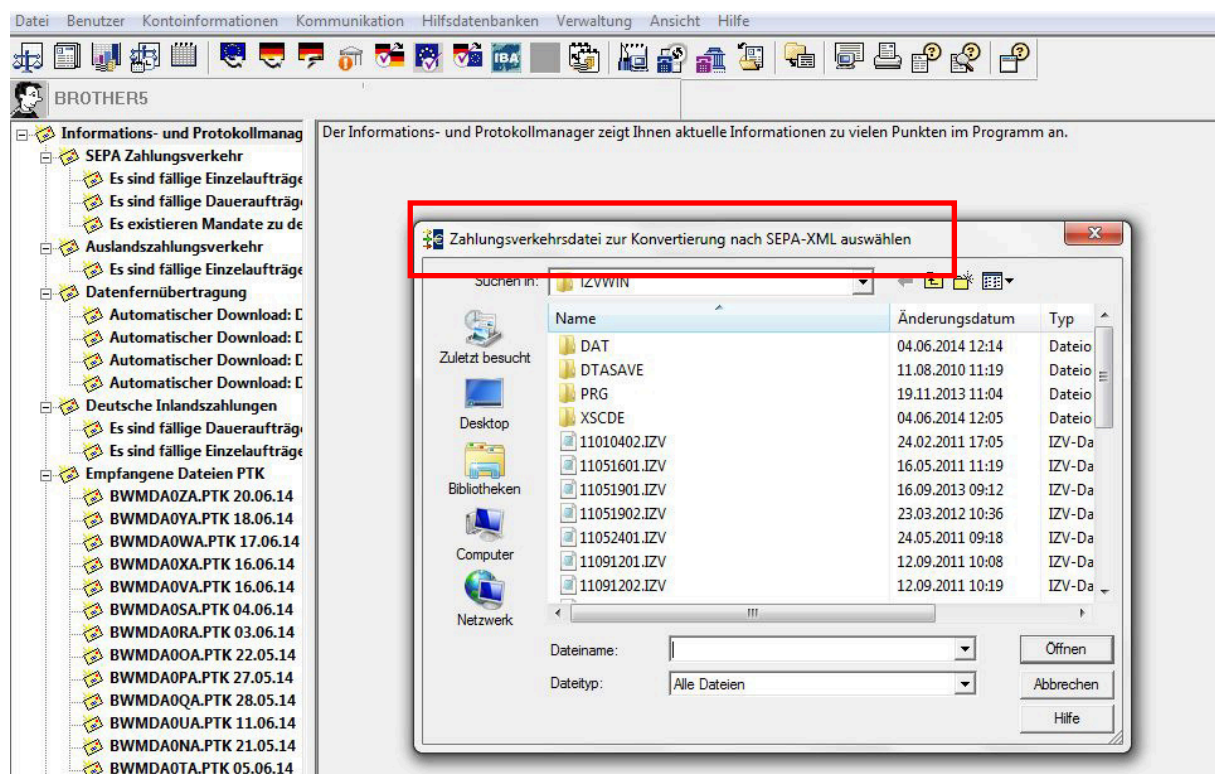 Datei Benutzer Kontoinformationen Kommunikation Hilfsdatenbanken Verwaltung Ansicht Hilfe
IBA
BROTHER5
Informations- und Protokollmanag
SEPA Zahlungsverkehr
Es sind fällige Einzelaufträge
Es sind fällige Daueraufträg
Es existieren Mandate zu de
Auslandszahlungsverkehr
Es sind fällige Einzelaufträge
Datenfernübertragung
Automatischer Download: D
Automatischer Download: D
Automatischer Download: D
Automatischer Download: D
Deutsche Inlandszahlungen
Es sind fällige Daueraufträg
Es sind fällige Einzelaufträge
Empfangene Dateien PTK
BWMDA0ZA.PTK 20.06.14
BWMDA0YA.PTK 18.06.14
BWMDA0WA.PTK 17.06.14
BWMDA0XA.PTK 16.06.14
BWMDA0VA.PTK 16.06.14
BWMDA0SA.PTK 04.06.14
BWMDA0RA.PTK 03.06.14
BWMDA0OA.PTK 22.05.14
BWMDA0PA.PTK 27.05.14
BWMDA0QA.PTK 28.05.14
BWMDA0UA.PTK 11.06.14
BWMDA0NA.PTK 21.05.14
BWMDA0TA.PTK 05.06.14
Der Informations- und Protokollmanager zeigt Ihnen aktuelle Informationen zu vielen Punkten im Programm an.
Zahlungsverkehrsdatei zur Konvertierung nach SEPA-XML auswählen
Suchen in: IZVWIN
Zuletzt besucht
Desktop
Bibliotheken
Computer
Netzwerk
Name Änderungsdatum Typ
DAT 04.06.2014 12:14 Dateio
DTASAVE 11.08.2010 11:19 Dateio
PRG 19.11.2013 11:04 Dateio
XSCDE 04.06.2014 12:05 Dateio
11010402.IZV 24.02.2011 17:05 IZV-Da
11051601.IZV 16.05.2011 11:19 IZV-Da
11051901.IZV 16.09.2013 09:12 IZV-Da
11051902.IZV 23.03.2012 10:36 IZV-Da
11052401.IZV 24.05.2011 09:18 IZV-Da
11091201.IZV 12.09.2011 10:08 IZV-Da
11091202.IZV 12.09.2011 10:19 IZV-Da
Dateiname: Öffnen
Dateityp: Alle Dateien Abbrechen
Hilfe